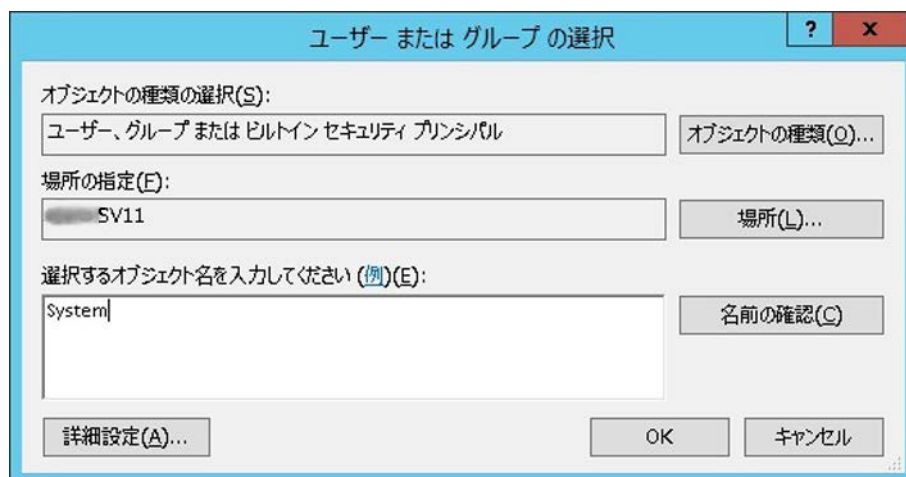 ユーザー または グループ の選択
? x
オブジェクトの種類の選択(S):
ユーザー、グループ または ビルトイン セキュリティ プリンシパル
オブジェクトの種類(O)...
場所の指定(F):
SV11
場所(L)...
選択するオブジェクト名を入力してください (例)(E):
System
名前の確認(C)
詳細設定(A)...
OK
キャンセル